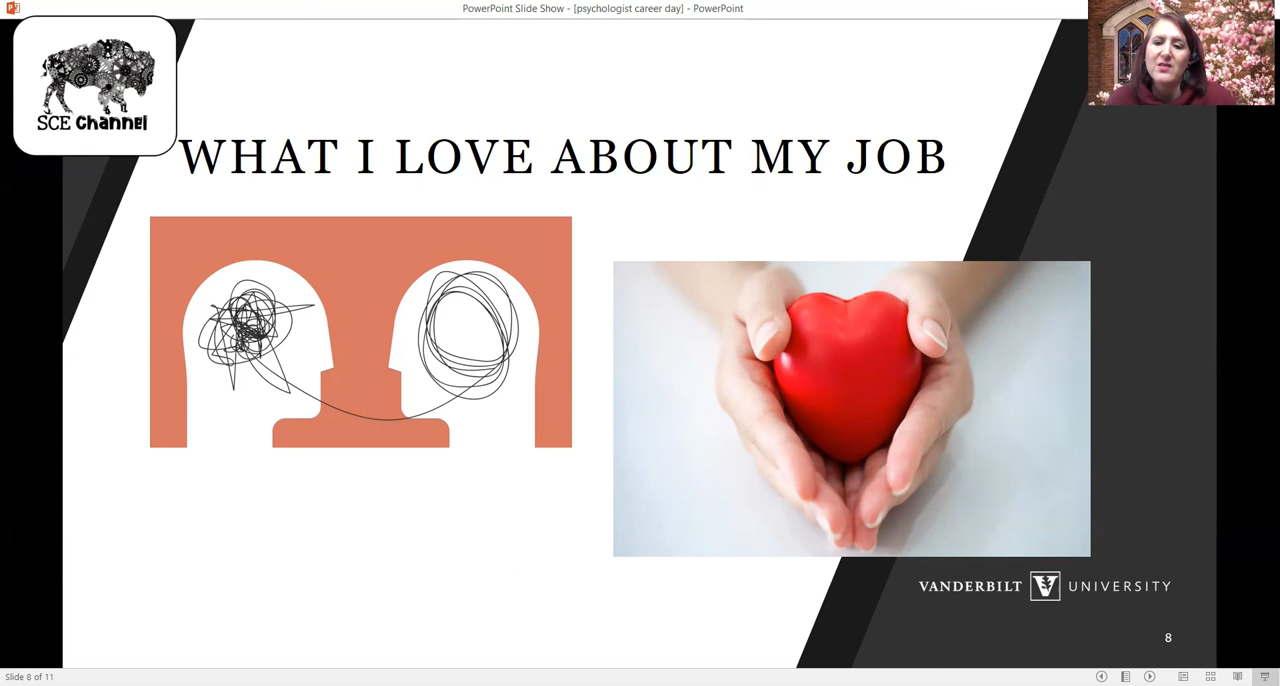 PowerPoint Slide Show - [psychologist career day] - PowerPoint
SCE Channel
WHAT I LOVE ABOUT MY JOB
VANDERBILT V UNIVERSITY
8
Slide 8 of 11